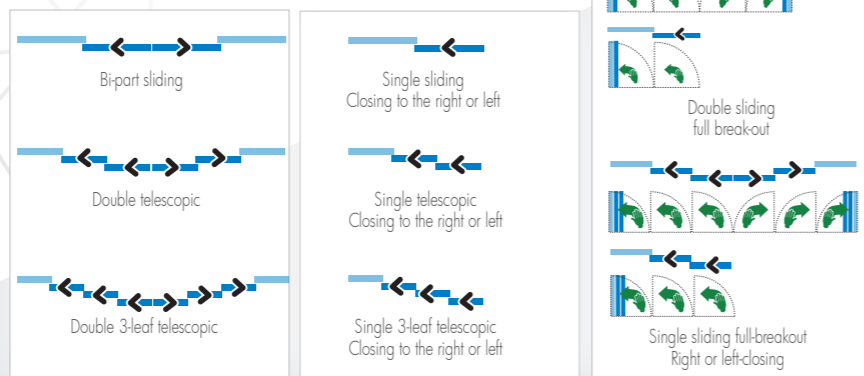 Bi-part sliding
Double telescopic
Double 3-leaf telescopic
Single sliding
Closing to the right or left
Single telescopic
Closing to the right or left
Single 3-leaf telescopic
Closing to the right or left
Double sliding
full break-out
Single sliding full-breakout
Right or left-closing